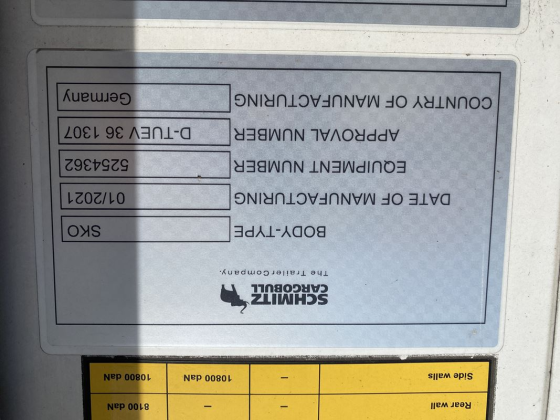 Rear wall – – 8100 daN
Side walls – 10800 daN 10800 daN
SCHMITZ
CARGOBULL
The Trailer Company.
BODY-TYPE SKO
DATE OF MANUFACTURING 01/2021
EQUIPMENT NUMBER 5254362
APPROVAL NUMBER D-TUEV 36 1307
COUNTRY OF MANUFACTURING Germany